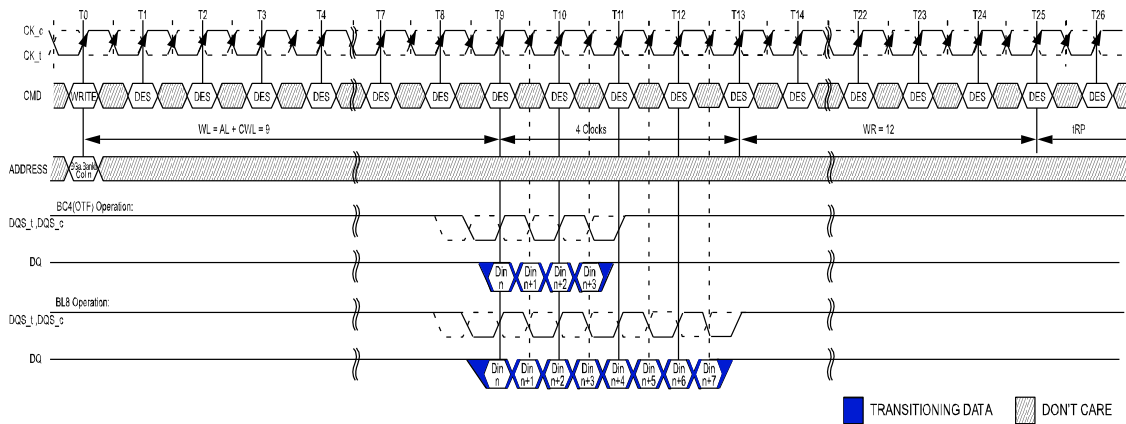 T0 T1 T2 T3 T4 T7 T8 T9 T10 T11 T12 T13 T14 T22 T23 T24 T25 T26
CK_c
CK_t
CMD WRITE DES DES DES DES DES DES DES DES DES DES DES DES DES DES DES DES DES
WL = AL + CWL = 9 4 Clocks WR = 12 tRP
ADDRESS
Col n
BC4(OTF) Operation:
DQS_t ,DQS_c
DQ Din n Din n+1 Din n+2 Din n+3
BL8 Operation:
DQS_t ,DQS_c
DQ Din n Din n+1 Din n+2 Din n+3 Din n+4 Din n+5 Din n+6 Din n+7
TRANSITIONING DATA DON'T CARE